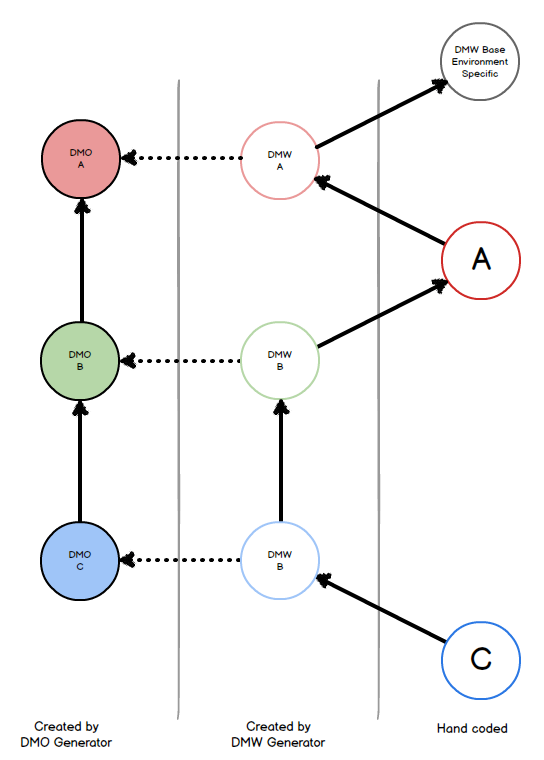 DMW Base
Environment
Specific
DMO
A
DMW
A
A
DMO
B
DMW
B
DMO
C
DMW
B
C
Created by
DMO Generator
Created by
DMW Generator
Hand coded